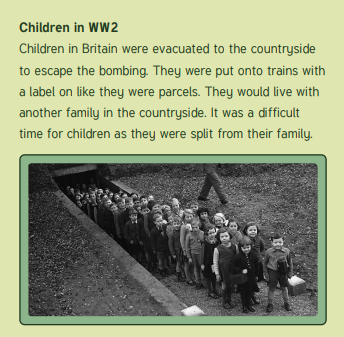 Children in WW2
Children in Britain were evacuated to the countryside
to escape the bombing. They were put onto trains with
a label on like they were parcels. They would live with
another family in the countryside. It was a difficult
time for children as they were split from their family.